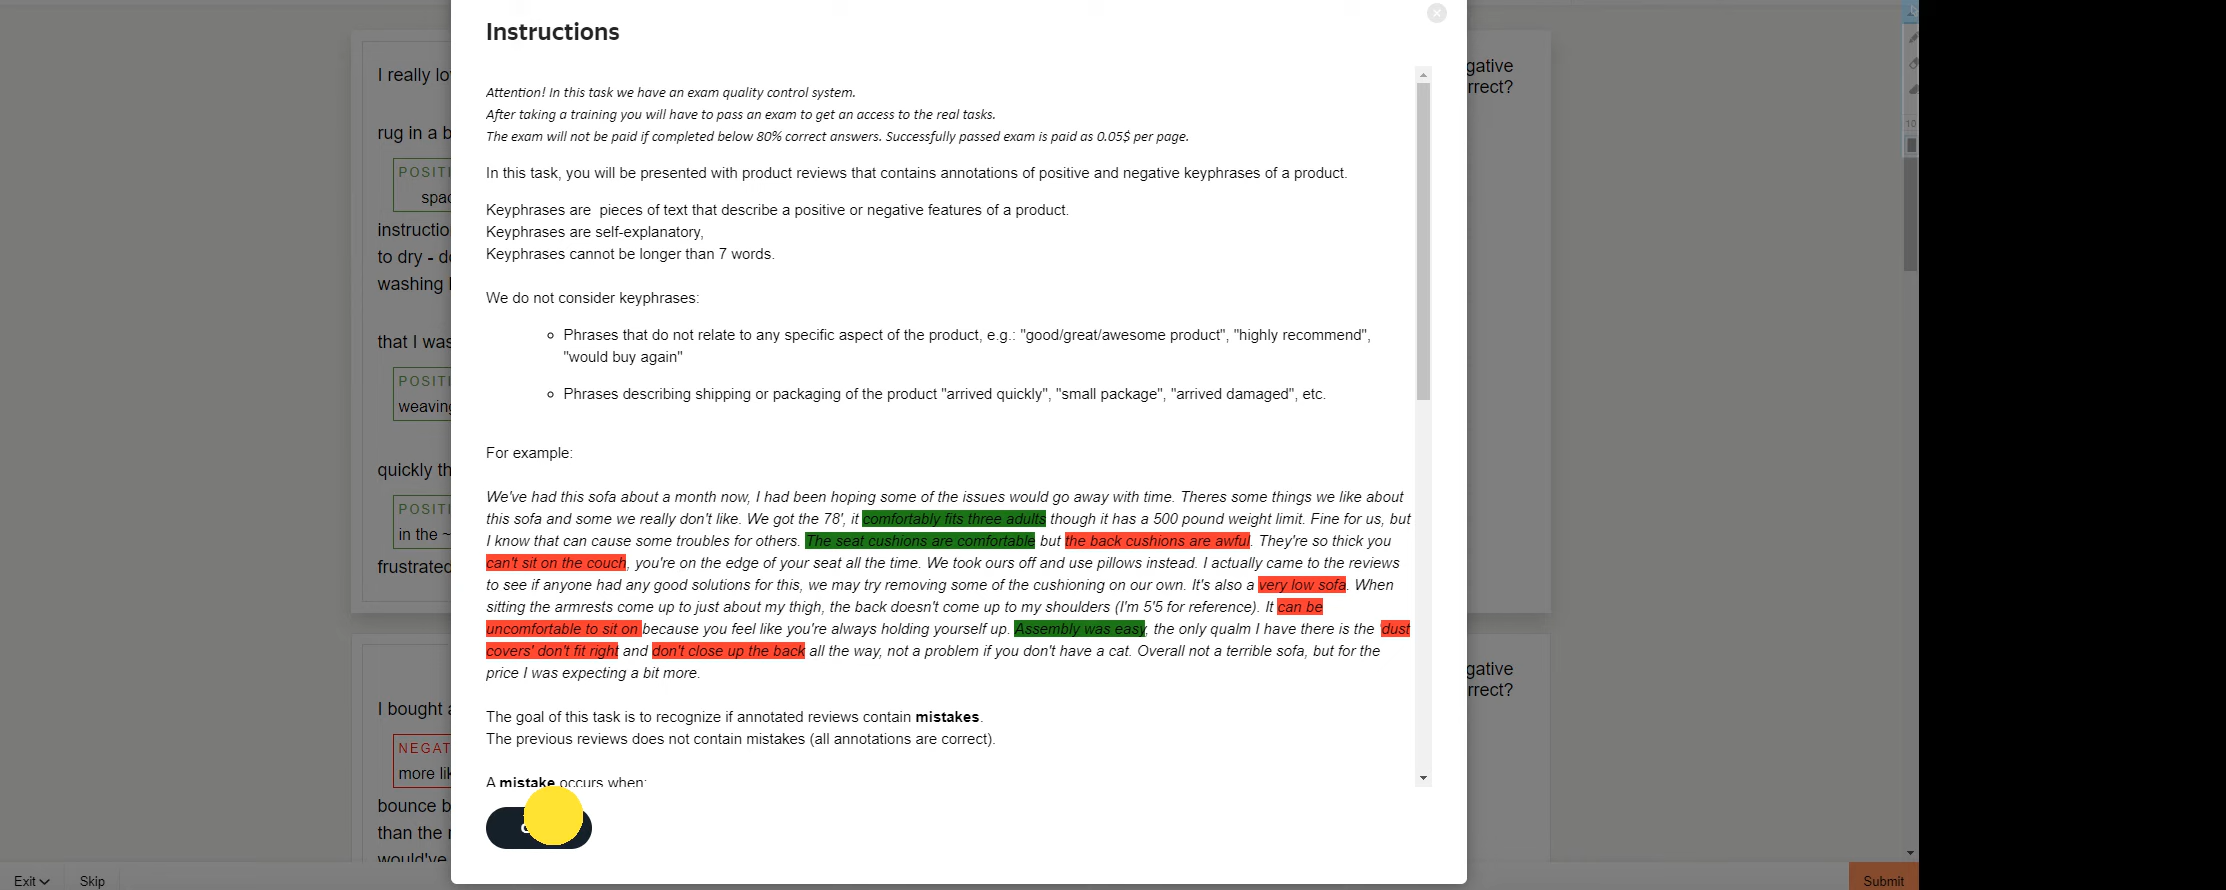 Instructions
Attention! In this task we have an exam quality control system.
After taking a training you will have to pass an exam to get an access to the real tasks.
The exam will not be paid if completed below 80% correct answers. Successfully passed exam is paid as 0.05$ per page.
In this task, you will be presented with product reviews that contains annotations of positive and negative keyphrases of a product.
Keyphrases are pieces of text that describe a positive or negative features of a product.
Keyphrases are self-explanatory,
Keyphrases cannot be longer than 7 words.
We do not consider keyphrases:
Phrases that do not relate to any specific aspect of the product, e.g.: "good/great/awesome product", "highly recommend",
"would buy again"
Phrases describing shipping or packaging of the product "arrived quickly", "small package", "arrived damaged", etc.
For example:
We've had this sofa about a month now, I had been hoping some of the issues would go away with time. Theres some things we like about
this sofa and some we really don't like. We got the 78', it comfortably fits three adults though it has a 500 pound weight limit. Fine for us, but
I know that can cause some troubles for others. The seat cushions are comfortable but the back cushions are awful. They're so thick you
can't sit on the couch, you're on the edge of your seat all the time. We took ours off and use pillows instead. I actually came to the reviews
to see if anyone had any good solutions for this, we may try removing some of the cushioning on our own. It's also a very low sofa. When
sitting the armrests come up to just about my thigh, the back doesn't come up to my shoulders (I'm 5'5 for reference). It can be
uncomfortable to sit on because you feel like you're always holding yourself up. Assembly was easy, the only qualm I have there is the 'dust
covers' don't fit right and don't close up the back all the way, not a problem if you don't have a cat. Overall not a terrible sofa, but for the
price I was expecting a bit more.
The goal of this task is to recognize if annotated reviews contain mistakes.
The previous reviews does not contain mistakes (all annotations are correct).
A mistake occurs when:
I really lo
rug in a b
POSITI
spac
instructio
to dry - d
washing
that I was
POSITI
weaving
quickly th
POSITI
in the ~
frustrated
I bought
NEGAT
more lik
bounce b
than the
would've
gative
rrect?
gative
rrect?
10
Exit
Skip
Submit